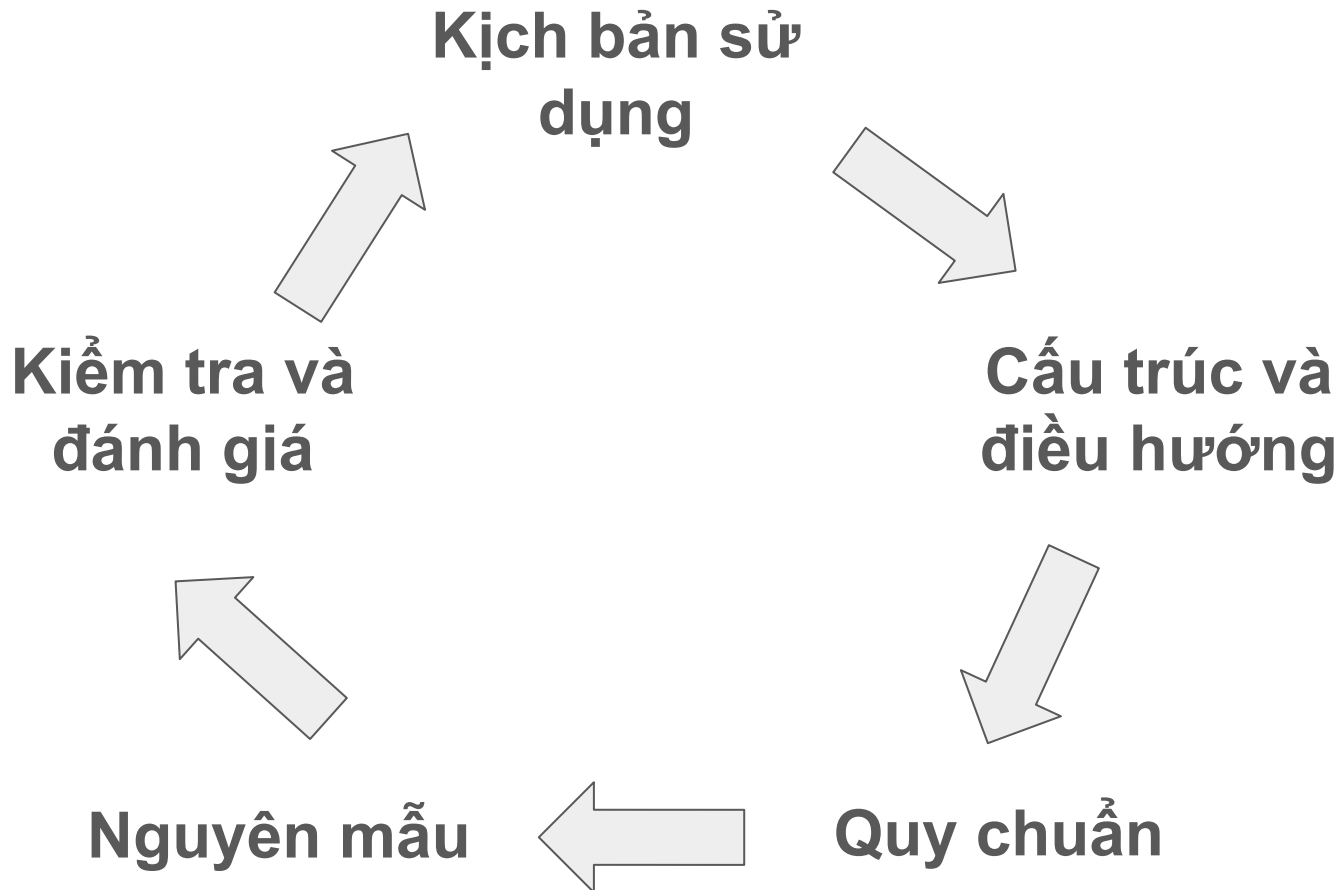 Kịch bản sử
dụng
Kiểm tra và
đánh giá
Cấu trúc và
điều hướng
Nguyên mẫu
Quy chuẩn